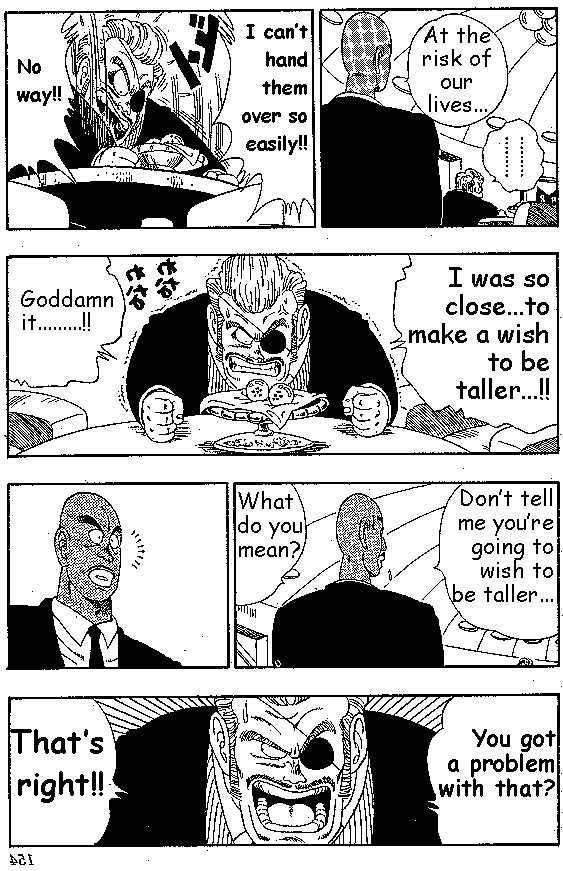 No
way!!
I can't
hand
them
over so
easily!!
At the
risk of
our
lives...
Goddamn
it.........!!
I was so
close...to
make a wish
to be
taller...!!
What
do you
mean?
Don't tell
me you're
going to
wish to
be taller...
That's
right!!
You got
a problem
with that?
154